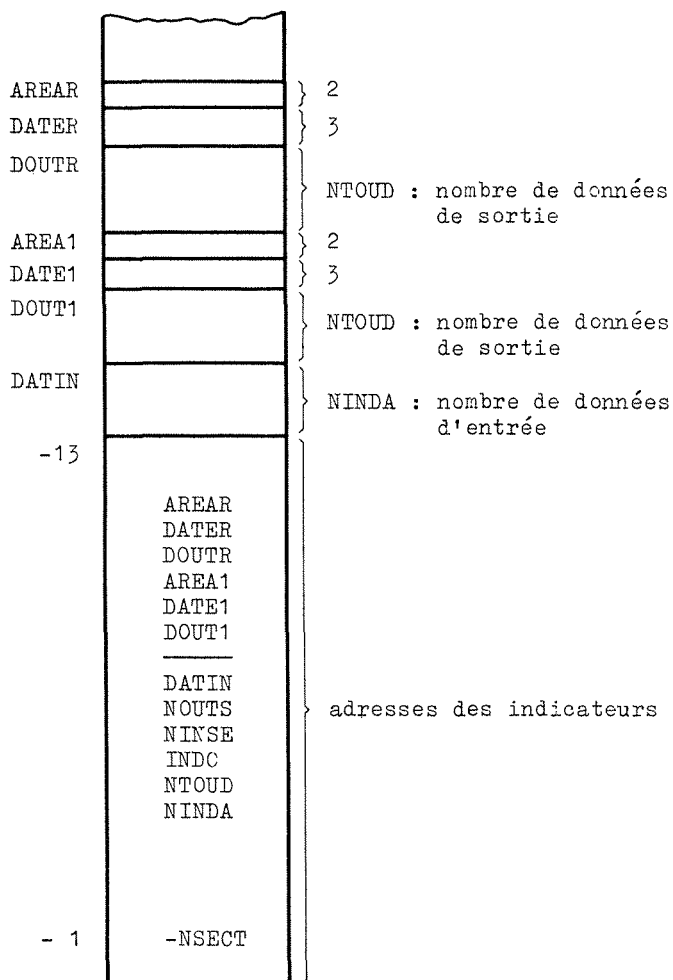 AREAR 2
DATER 3
DOUTR
NTOUD : nombre de données
de sortie
AREA1 2
DATE1 3
DOUT1
NTOUD : nombre de données
de sortie
DATIN
NINDA : nombre de données
d'entrée
-13
AREAR
DATER
DOUTR
AREA1
DATE1
DOUT1
DATIN
adresses des indicateurs
NOUTS
NINSE
INDC
NTOUD
NINDA
- 1 -NSECT